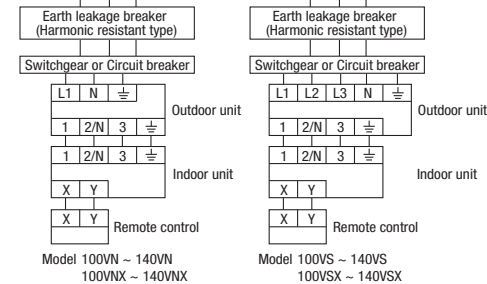 Earth leakage breaker
(Harmonic resistant type)
Switchgear or Circuit breaker
L1 N ⏚
Outdoor unit
1 2/N 3 ⏚
1 2/N 3 ⏚
Indoor unit
X Y
X Y
Remote control
Model 100VN ~ 140VN
100VNX ~ 140VNX
Earth leakage breaker
(Harmonic resistant type)
Switchgear or Circuit breaker
L1 L2 L3 N ⏚
Outdoor unit
1 2/N 3 ⏚
1 2/N 3 ⏚
Indoor unit
X Y
X Y
Remote control
Model 100VS ~ 140VS
100VSX ~ 140VSX